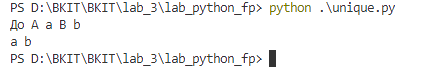 PS D:\BKIT\BKIT\lab_3\lab_python_fp> python .\unique.py
До A a B b
a b
PS D:\BKIT\BKIT\lab_3\lab_python_fp>